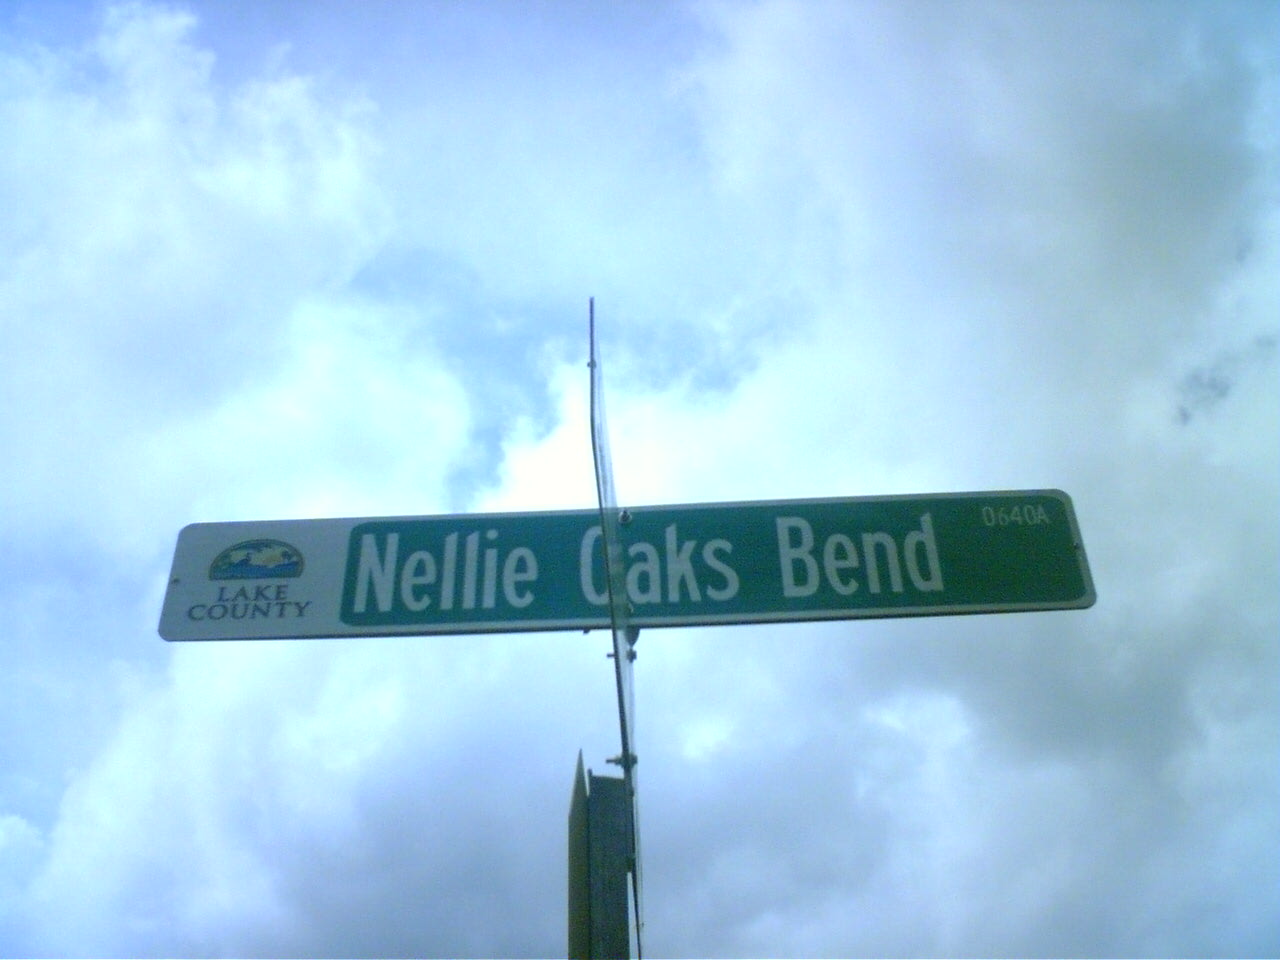 LAKE
COUNTY
Nellie Oaks Bend
0640A